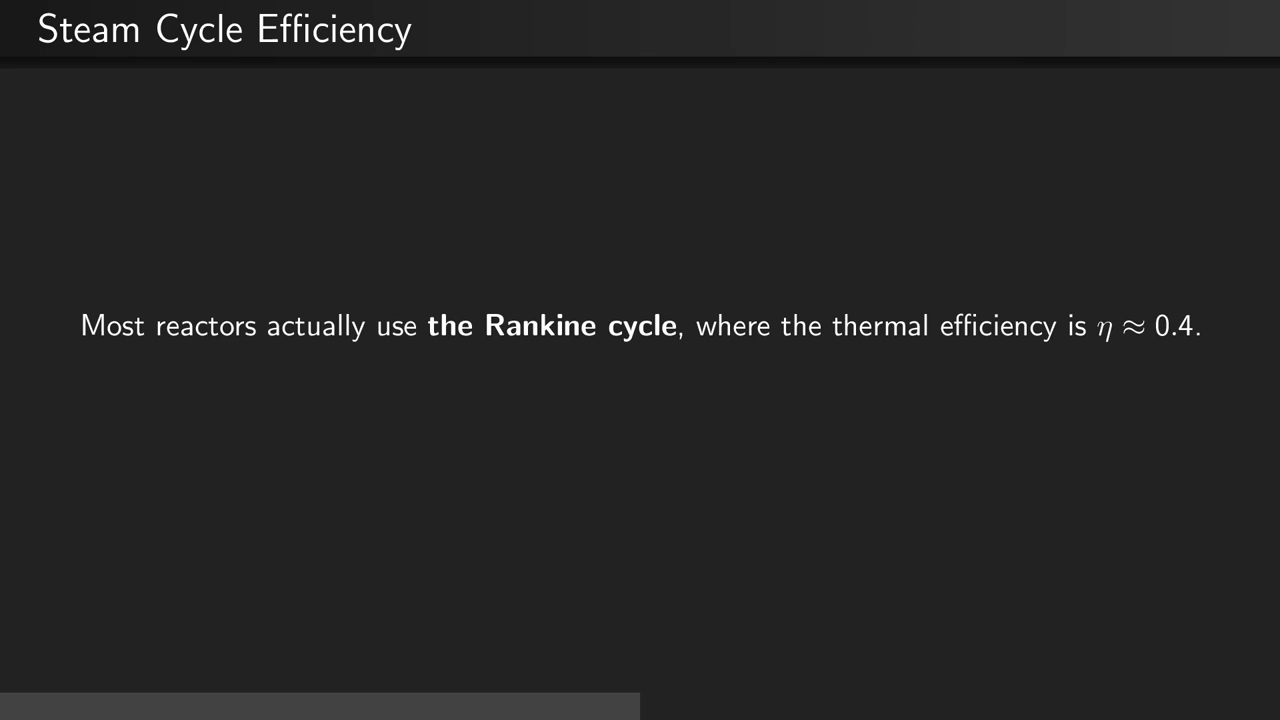 Steam Cycle Efficiency
Most reactors actually use the Rankine cycle, where the thermal efficiency is η ≈ 0.4.